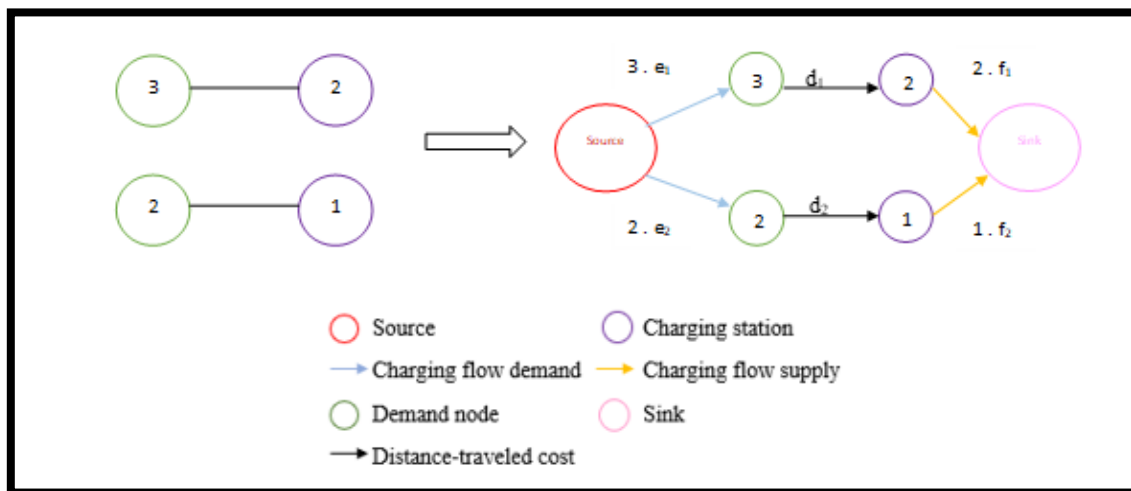 3 2
2 1
3 . e₁
3 d₁ 2
2 . f₁
Source
Sink
2 . e₂
2 d₂ 1
1 . f₂
Source
Charging station
Charging flow demand
Charging flow supply
Demand node
Sink
Distance-traveled cost